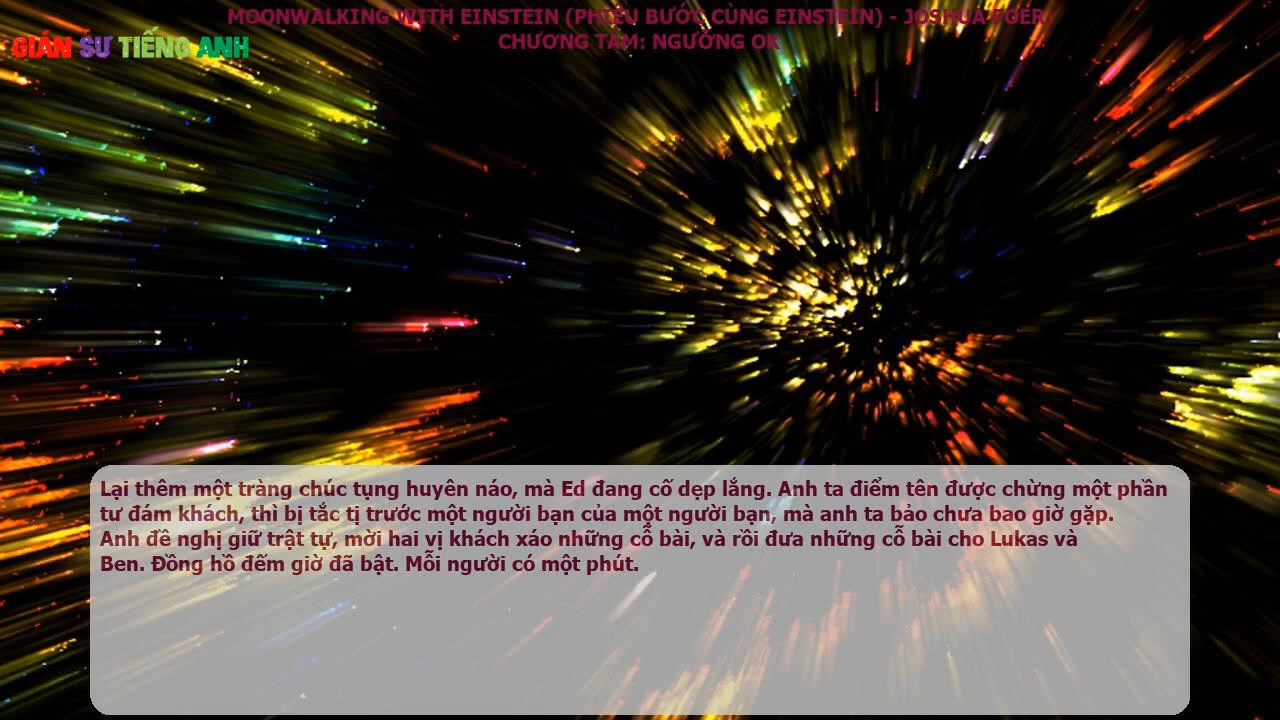 MOONWALKING WITH EINSTEIN (PHIÊU BƯỚC CÙNG EINSTEIN) - JOSHUA FOER
CHƯƠNG TÁM: NGƯỠNG OK
GIÁN SƯ TIẾNG ANH
Lại thêm một tràng chúc tụng huyên náo, mà Ed đang cố dẹp lắng. Anh ta điểm tên được chừng một phần
tư đám khách, thì bị tắc tị trước một người bạn của một người bạn, mà anh ta bảo chưa bao giờ gặp.
Anh đề nghị giữ trật tự, mời hai vị khách xáo những cỗ bài, và rồi đưa những cỗ bài cho Lukas và
Ben. Đồng hồ đếm giờ đã bật. Mỗi người có một phút.